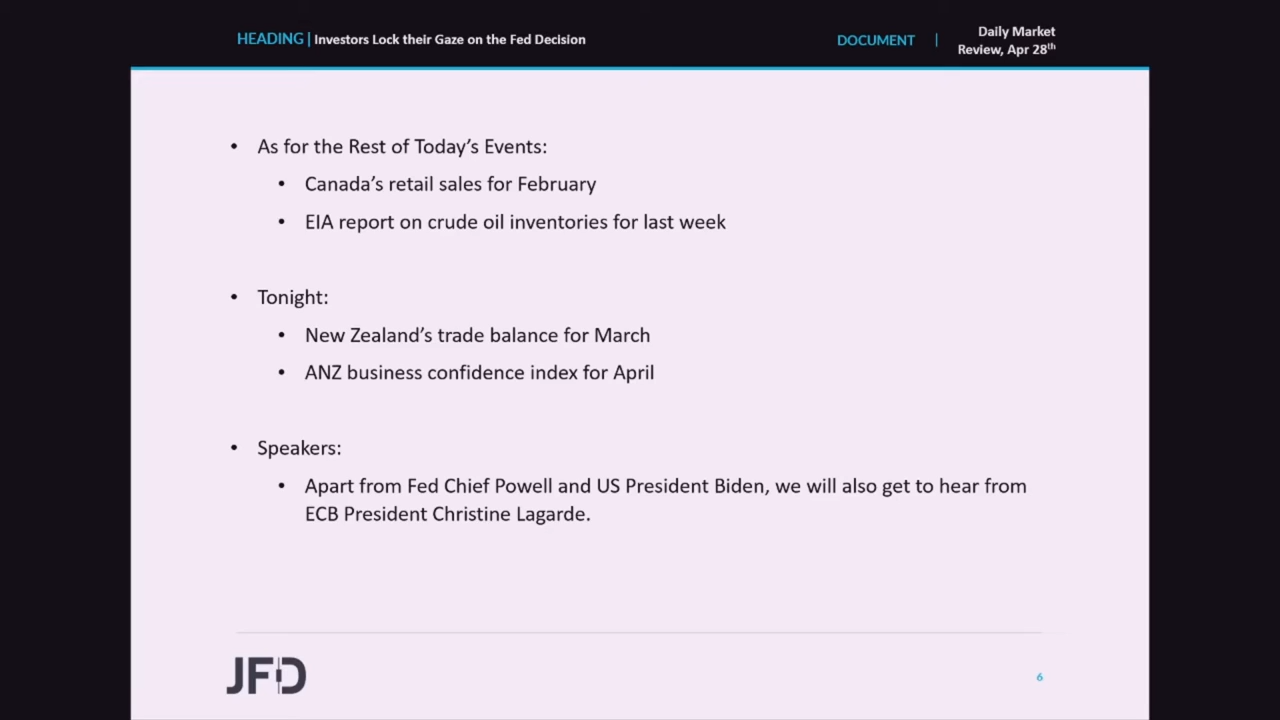 HEADING | Investors Lock their Gaze on the Fed Decision
DOCUMENT |
Daily Market
Review, Apr 28th
• As for the Rest of Today’s Events:
• Canada’s retail sales for February
• EIA report on crude oil inventories for last week
• Tonight:
• New Zealand’s trade balance for March
• ANZ business confidence index for April
• Speakers:
• Apart from Fed Chief Powell and US President Biden, we will also get to hear from
ECB President Christine Lagarde.
JFD
6